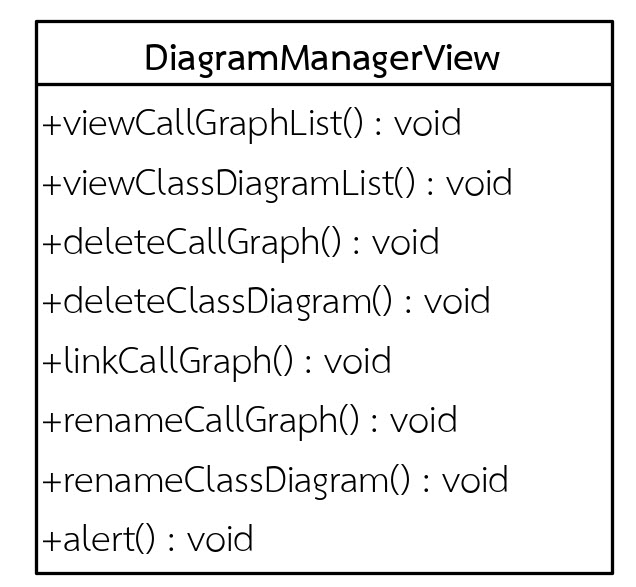 DiagramManagerView
+viewCallGraphList() : void
+viewClassDiagramList() : void
+deleteCallGraph() : void
+deleteClassDiagram() : void
+linkCallGraph() : void
+renameCallGraph() : void
+renameClassDiagram() : void
+alert() : void